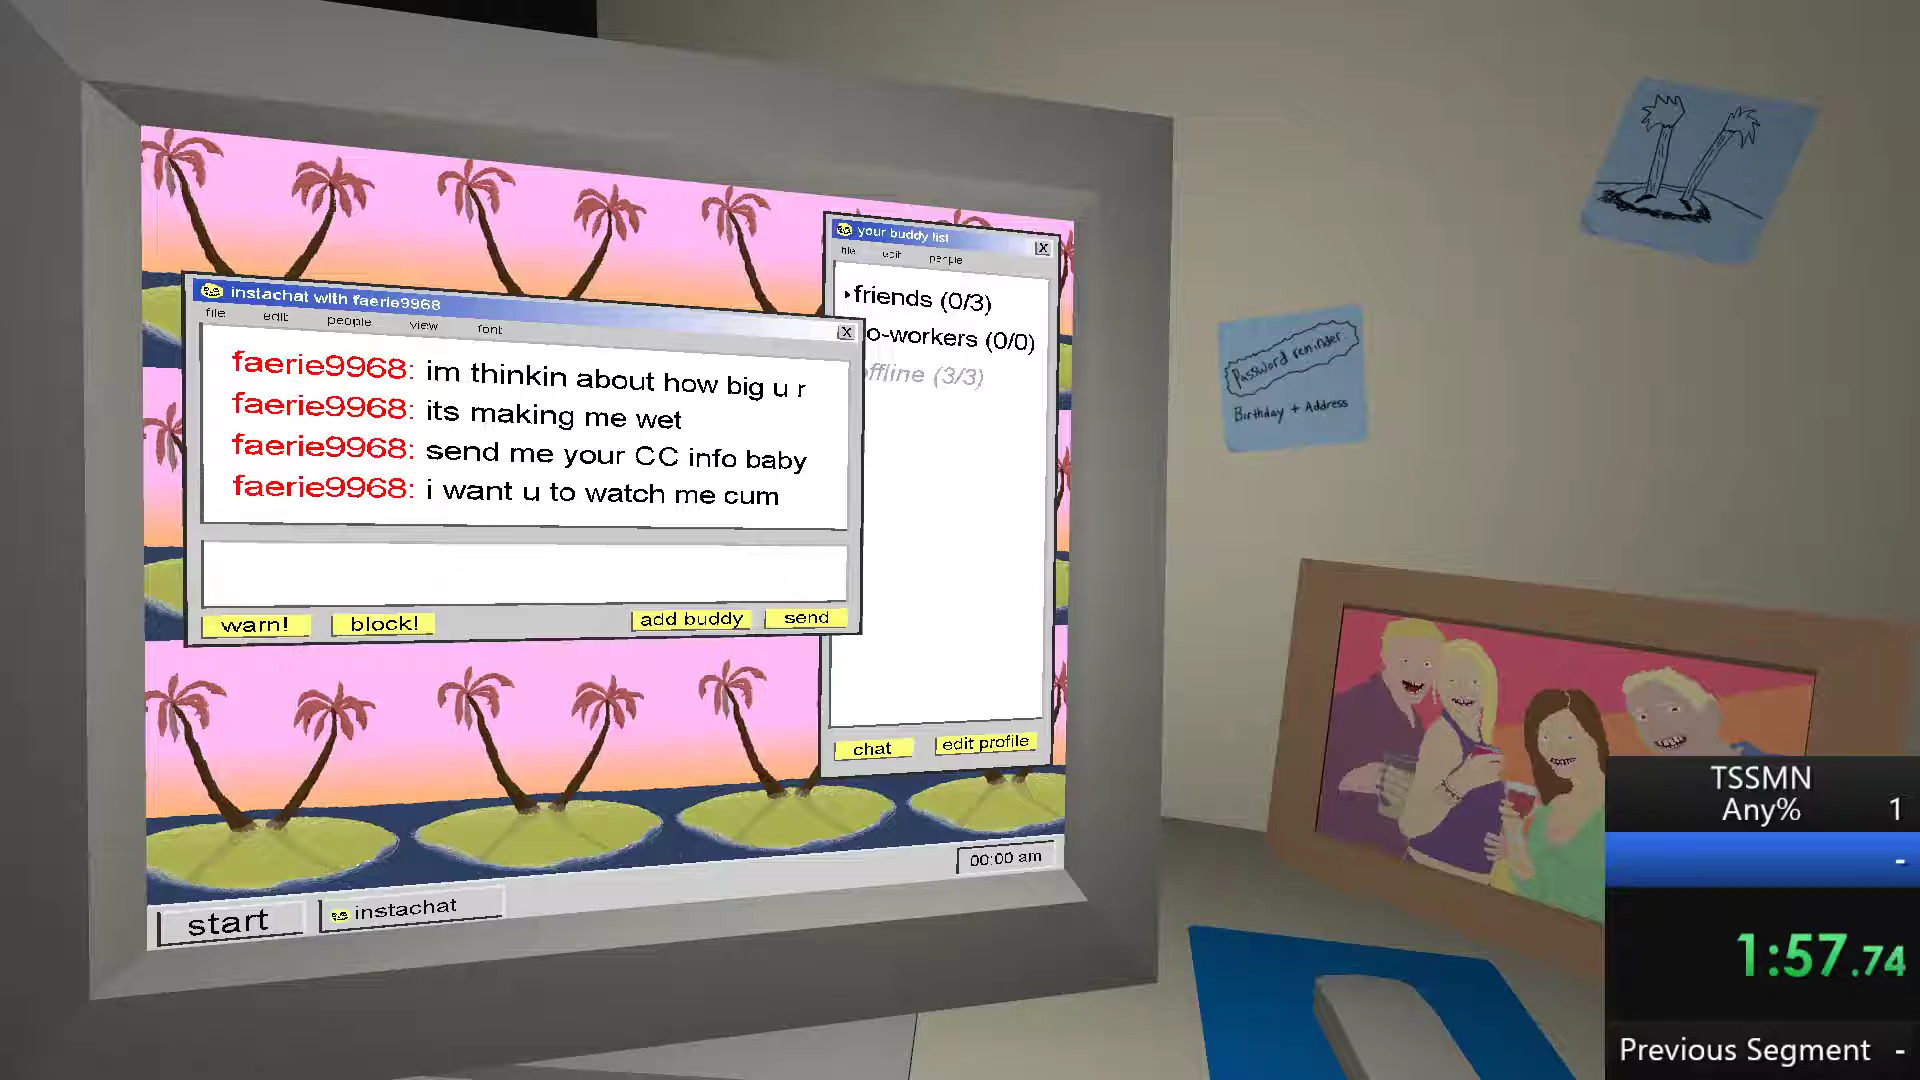 your buddy list
file edit people
friends (0/3)
o-workers (0/0)
ffline (3/3)
instachat with faerie9968
file edit people view font
faerie9968: im thinkin about how big u r
faerie9968: its making me wet
faerie9968: send me your CC info baby
faerie9968: i want u to watch me cum
warn! block! add buddy send
chat edit profile
00:00 am
start instachat
Password reminder
Birthday + Address
TSSMN
Any% 1
-
1:57.74
Previous Segment -